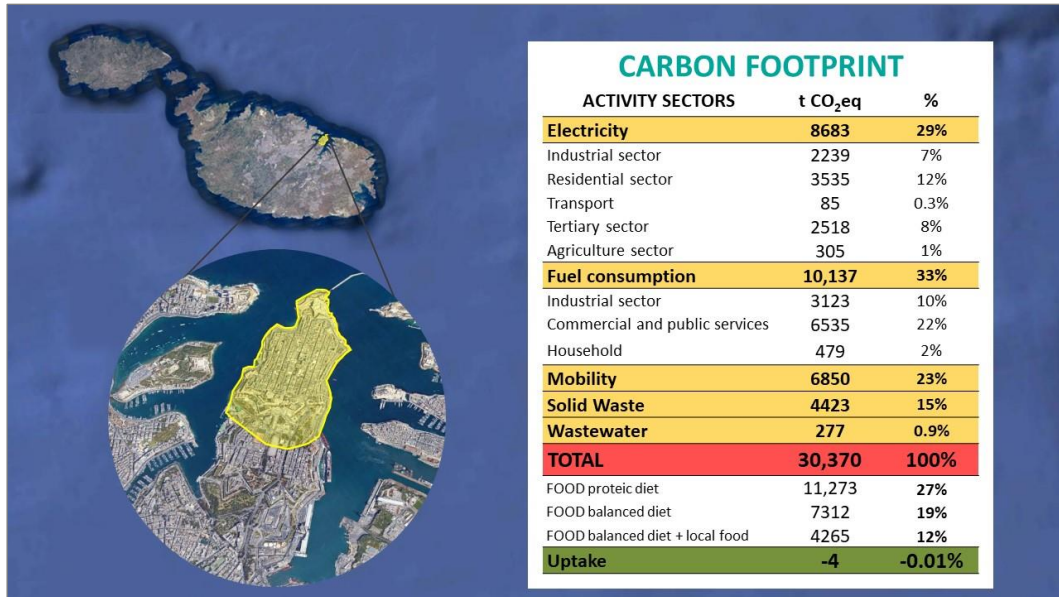 CARBON FOOTPRINT
ACTIVITY SECTORS t CO₂eq %
Electricity 8683 29%
Industrial sector 2239 7%
Residential sector 3535 12%
Transport 85 0.3%
Tertiary sector 2518 8%
Agriculture sector 305 1%
Fuel consumption 10,137 33%
Industrial sector 3123 10%
Commercial and public services 6535 22%
Household 479 2%
Mobility 6850 23%
Solid Waste 4423 15%
Wastewater 277 0.9%
TOTAL 30,370 100%
FOOD proteic diet 11,273 27%
FOOD balanced diet 7312 19%
FOOD balanced diet + local food 4265 12%
Uptake -4 -0.01%